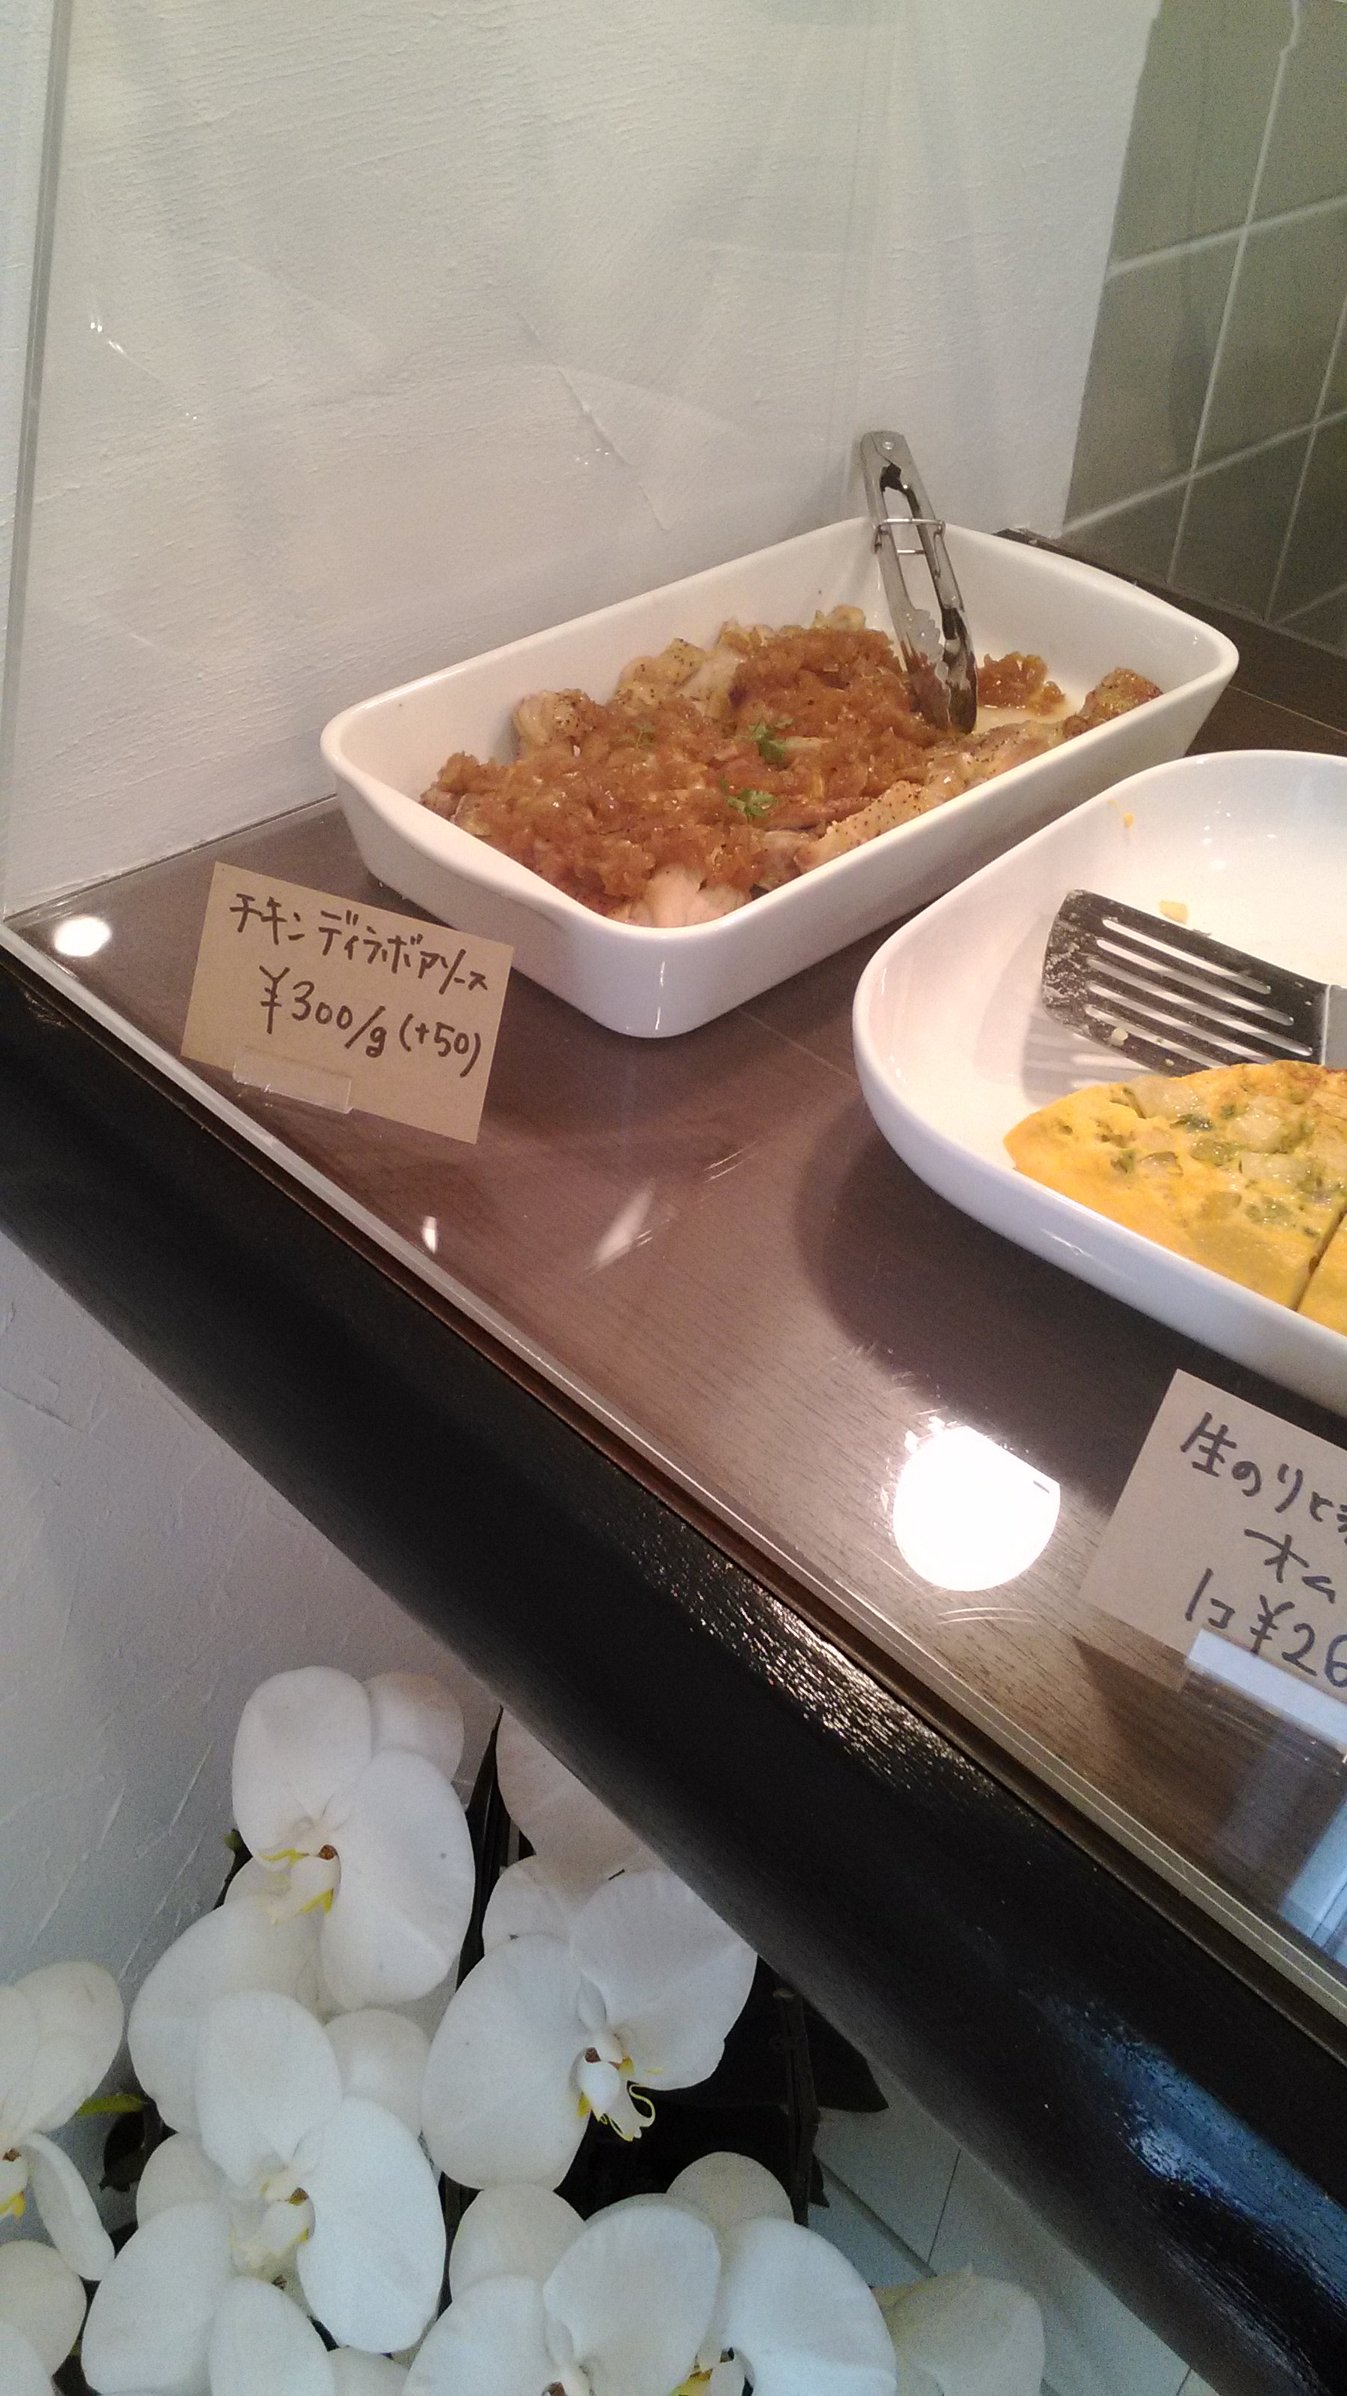 チキンディアボラソース
¥300/g (+50)
生のりと
オム
1コ¥26